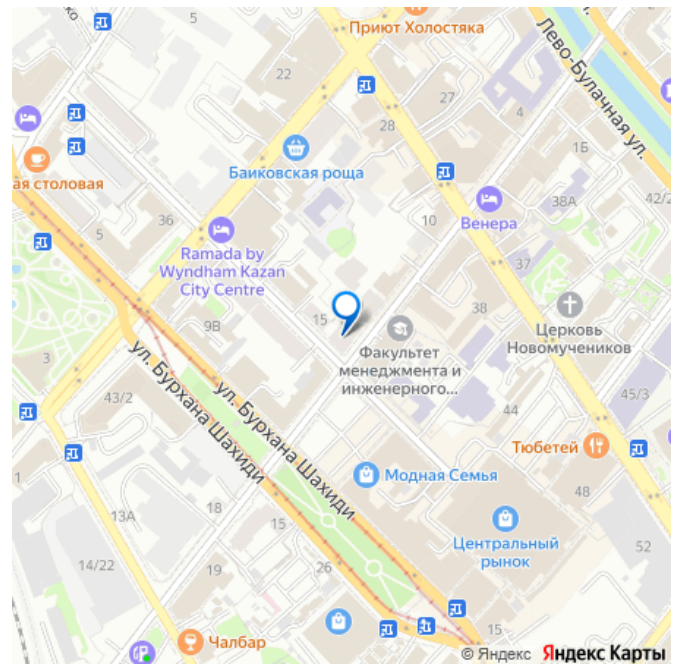 5
Приют Холостяка
Лево-Булачная ул.
22
27
4
28
Баиковская роща
ая столовая
42/2
38А
36
5
10
Венера
Ramada by
Wyndham Kazan
City Centre
15
9В
38
Факультет
менеджмента и
инженерного...
Церковь
Новомучеников
3
43/2
ул. Бурхана Шахиди
ул. Бурхана Шахиди
44
45/3
Тюбетей
1
Модная Семья
48
13А
18
15
Центральный
рынок
52
14/22
19
26
Чалбар
15
© Яндекс Яндекс Карты